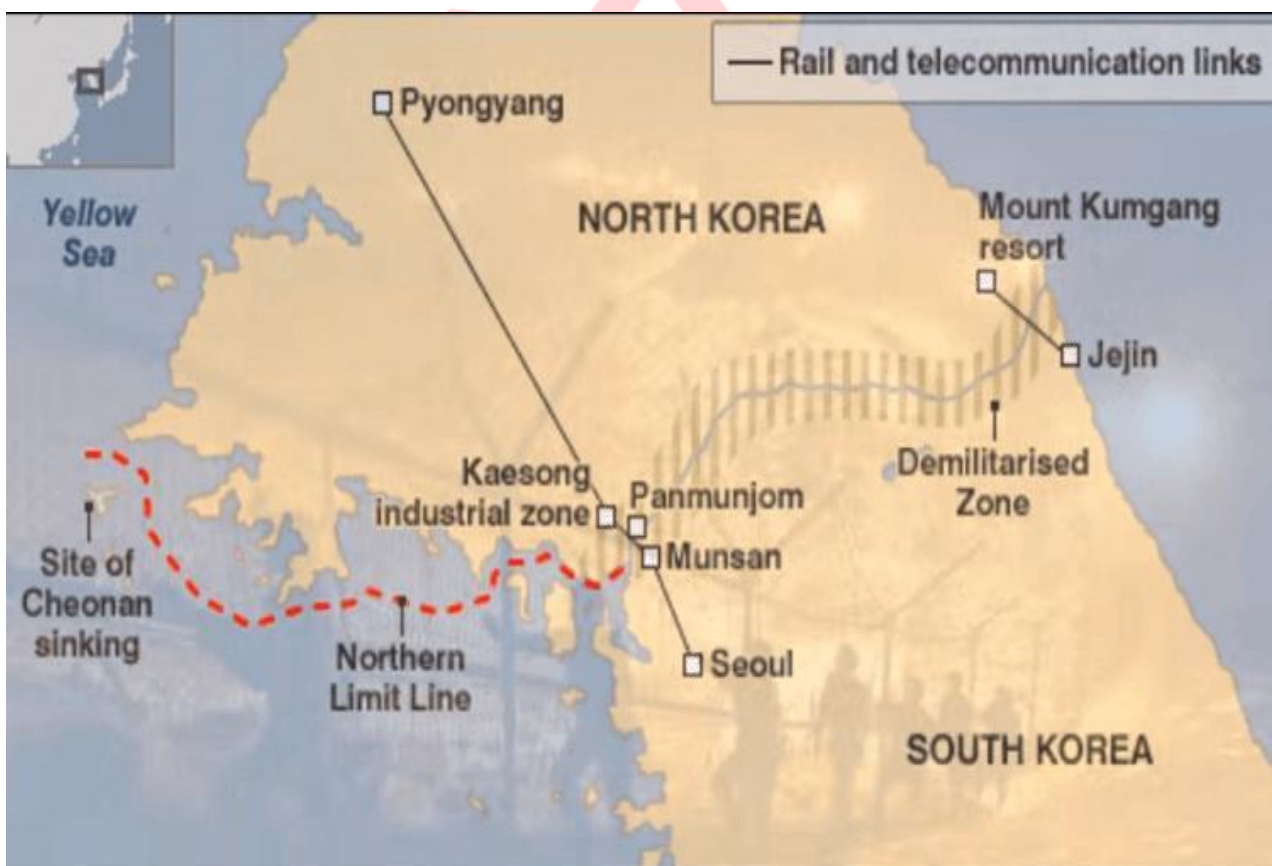 Rail and telecommunication links
Pyongyang
Yellow
Sea
NORTH KOREA
Mount Kumgang
resort
Jejin
Demilitarised
Zone
Kaesong
industrial zone
Panmunjom
Munsan
Site of
Cheonan
sinking
Northern
Limit Line
Seoul
SOUTH KOREA